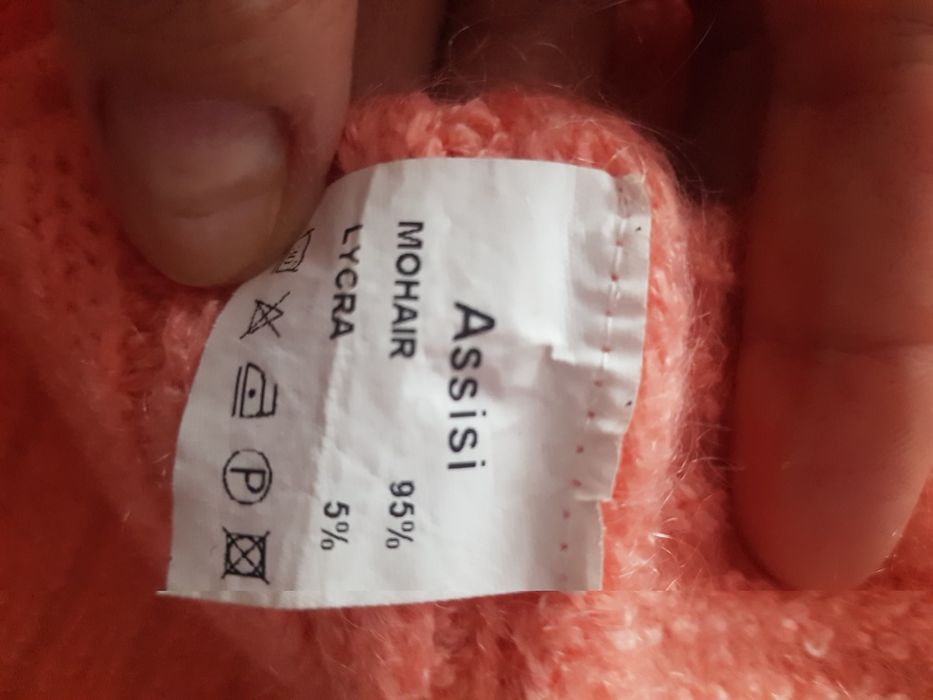 Assisi
MOHAIR 95%
LYCRA 5%
P